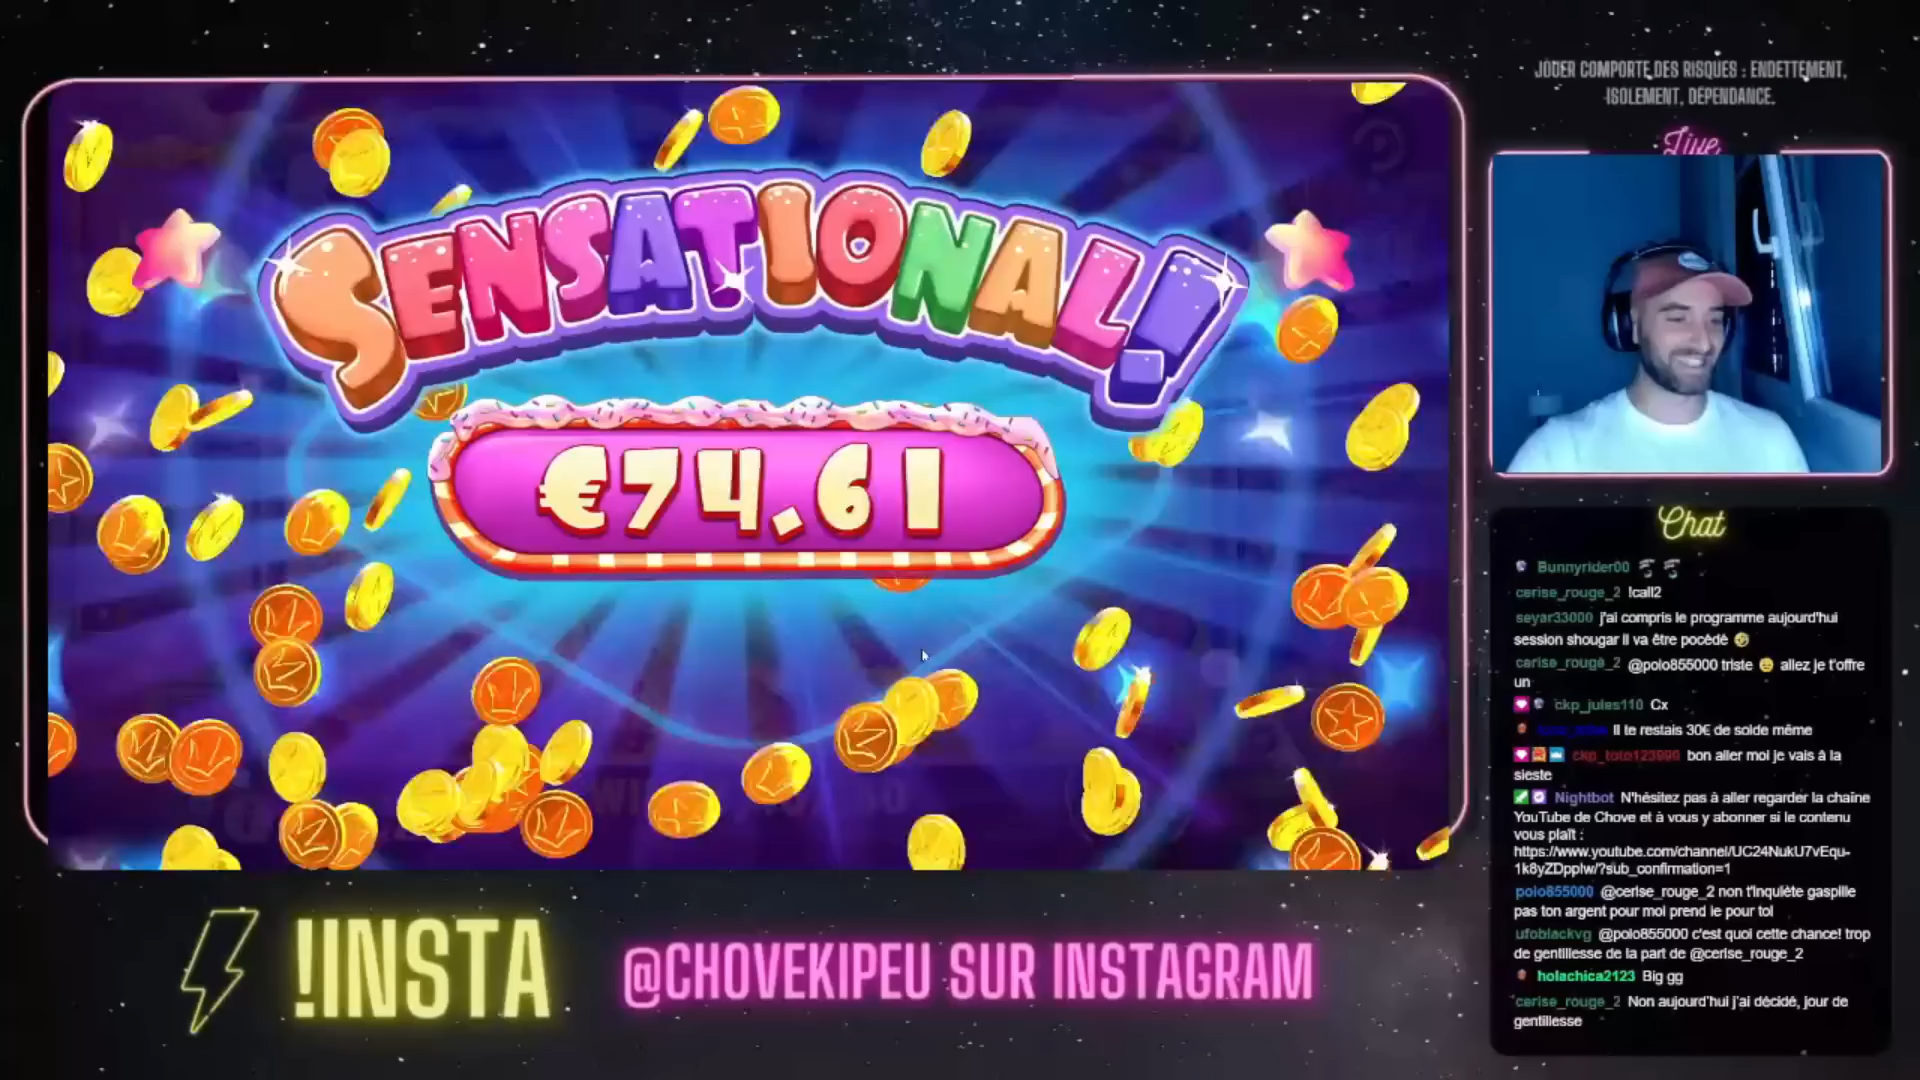 JOUER COMPORTE DES RISQUES : ENDETTEMENT,
ISOLEMENT, DÉPENDANCE.
Live
SENSATIONAL!
€74.61
Chat
Bunnyrider00
cerise_rouge_2 !call2
seyar33000 j'ai compris le programme aujourd'hui
session shougar il va être pocédé
cerise_rouge_2 @polo855000 triste allez je t'offre
un
ckp_jules110 Cx
Il te restais 30€ de solde même
ckp_toto123999 bon aller moi je vais à la
sieste
Nightbot N'hésitez pas à aller regarder la chaîne
YouTube de Chove et à vous y abonner si le contenu
vous plaît :
https://www.youtube.com/channel/UC24NukU7vEqu-
1k8yZDpplw/?sub_confirmation=1
polo855000 @cerise_rouge_2 non t'inquiète gaspille
pas ton argent pour moi prend le pour toi
ufoblackvg @polo855000 c'est quoi cette chance! trop
de gentillesse de la part de @cerise_rouge_2
holachica2123 Big gg
cerise_rouge_2 Non aujourd'hui j'ai décidé, jour de
gentillesse
!INSTA
@CHOVEKIPEU SUR INSTAGRAM